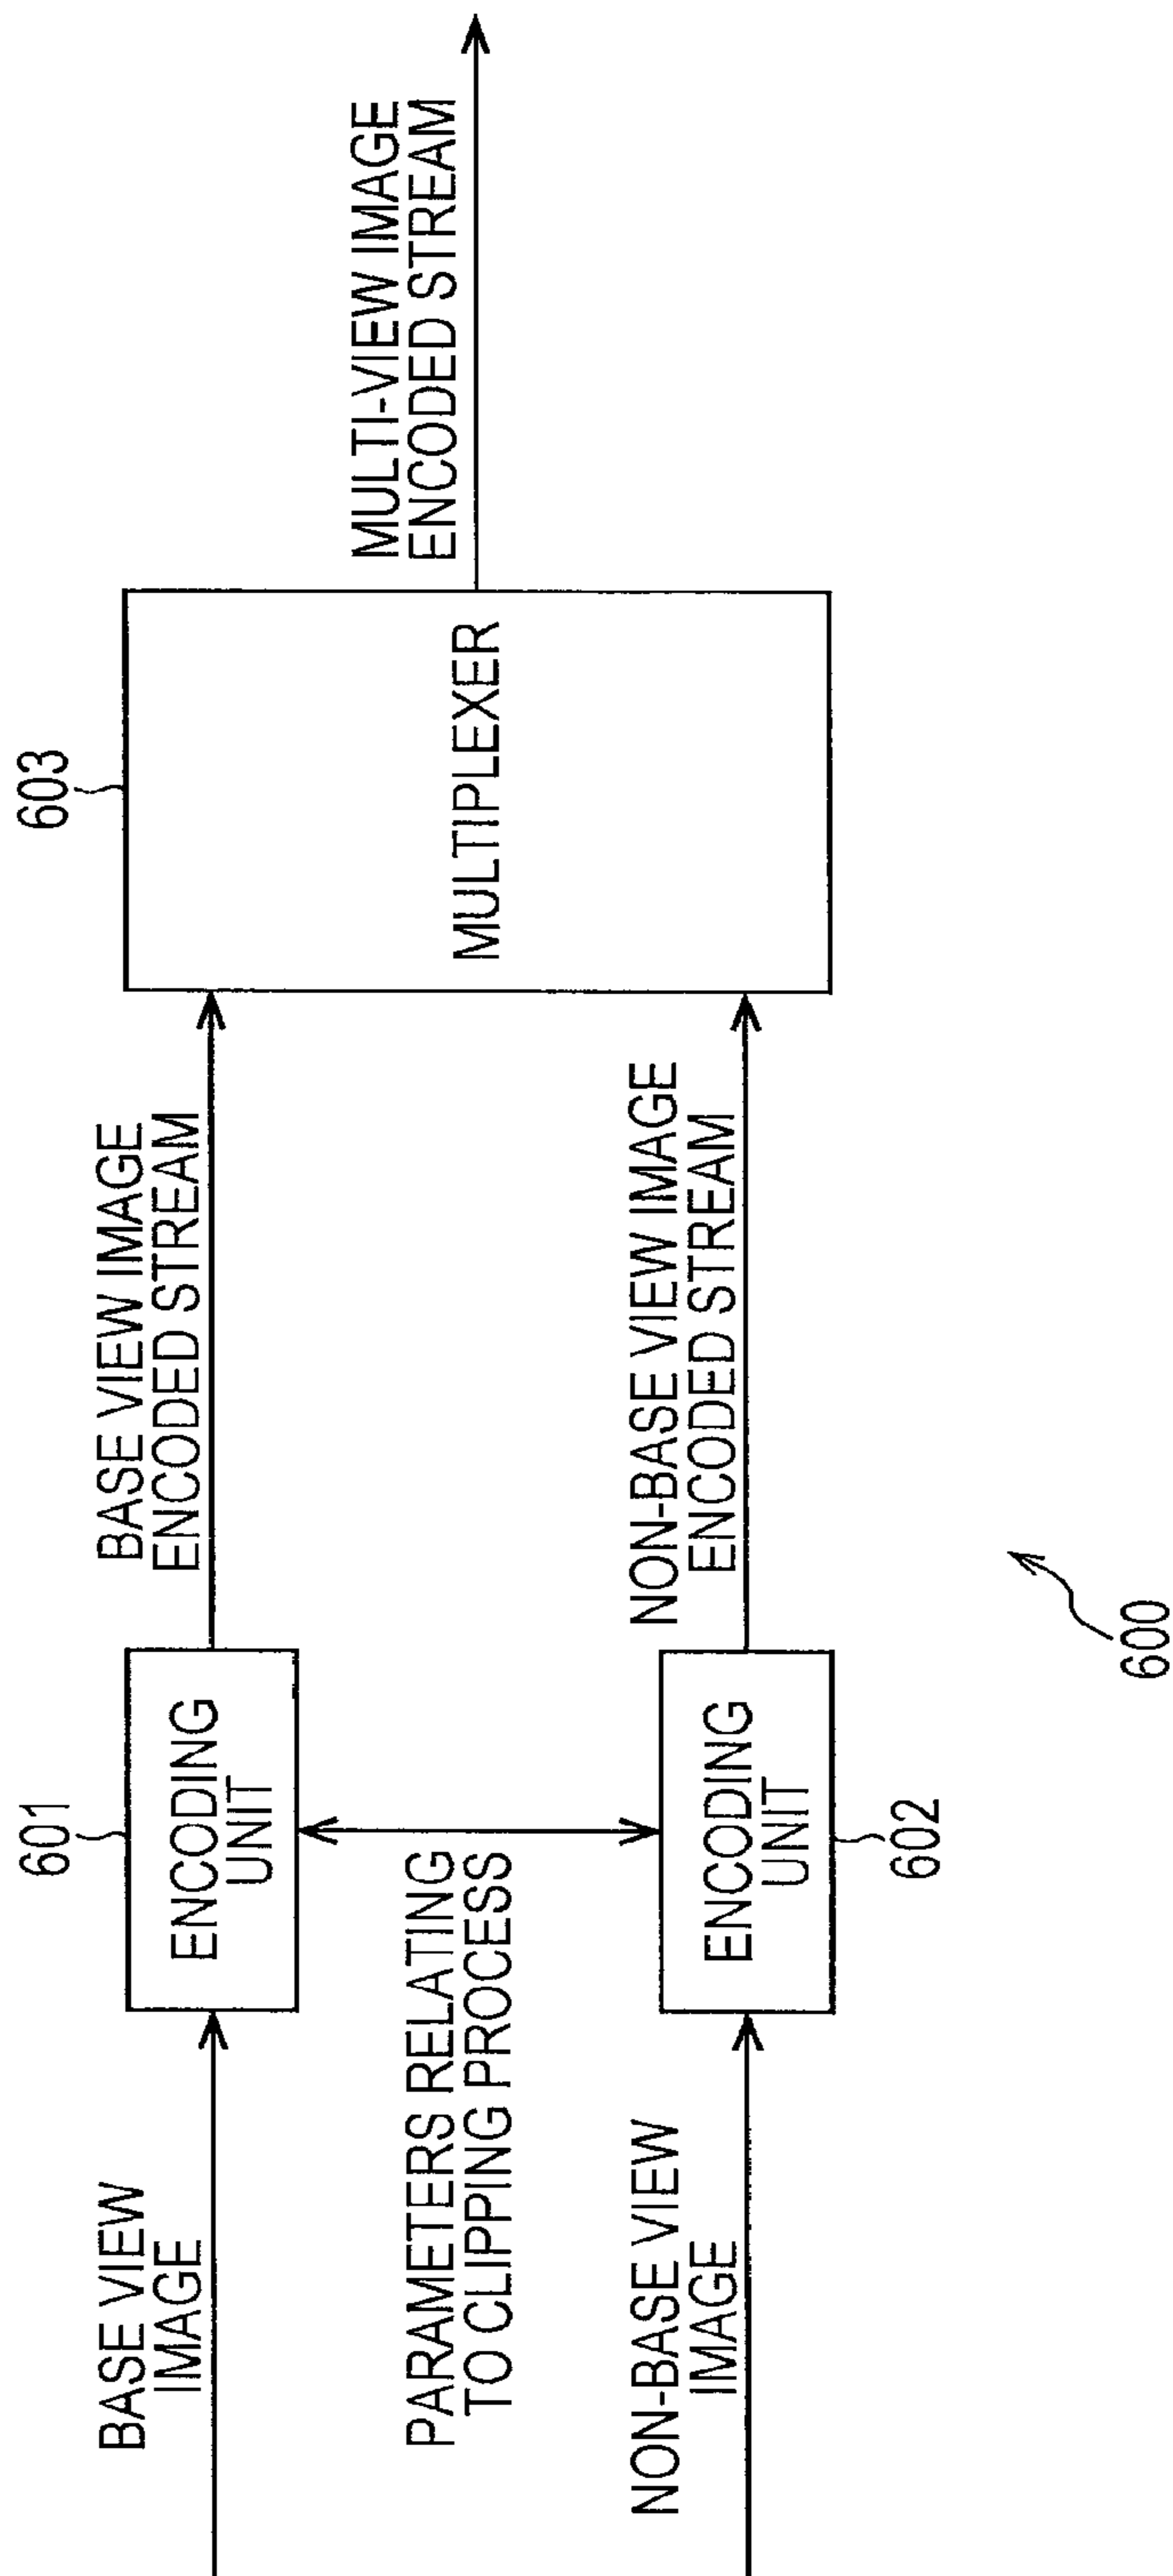 BASE VIEW
IMAGE
601
ENCODING
UNIT
BASE VIEW IMAGE
ENCODED STREAM
603
MULTIPLEXER
MULTI-VIEW IMAGE
ENCODED STREAM
PARAMETERS RELATING
TO CLIPPING PROCESS
NON-BASE VIEW
IMAGE
ENCODING
UNIT
602
NON-BASE VIEW IMAGE
ENCODED STREAM
600